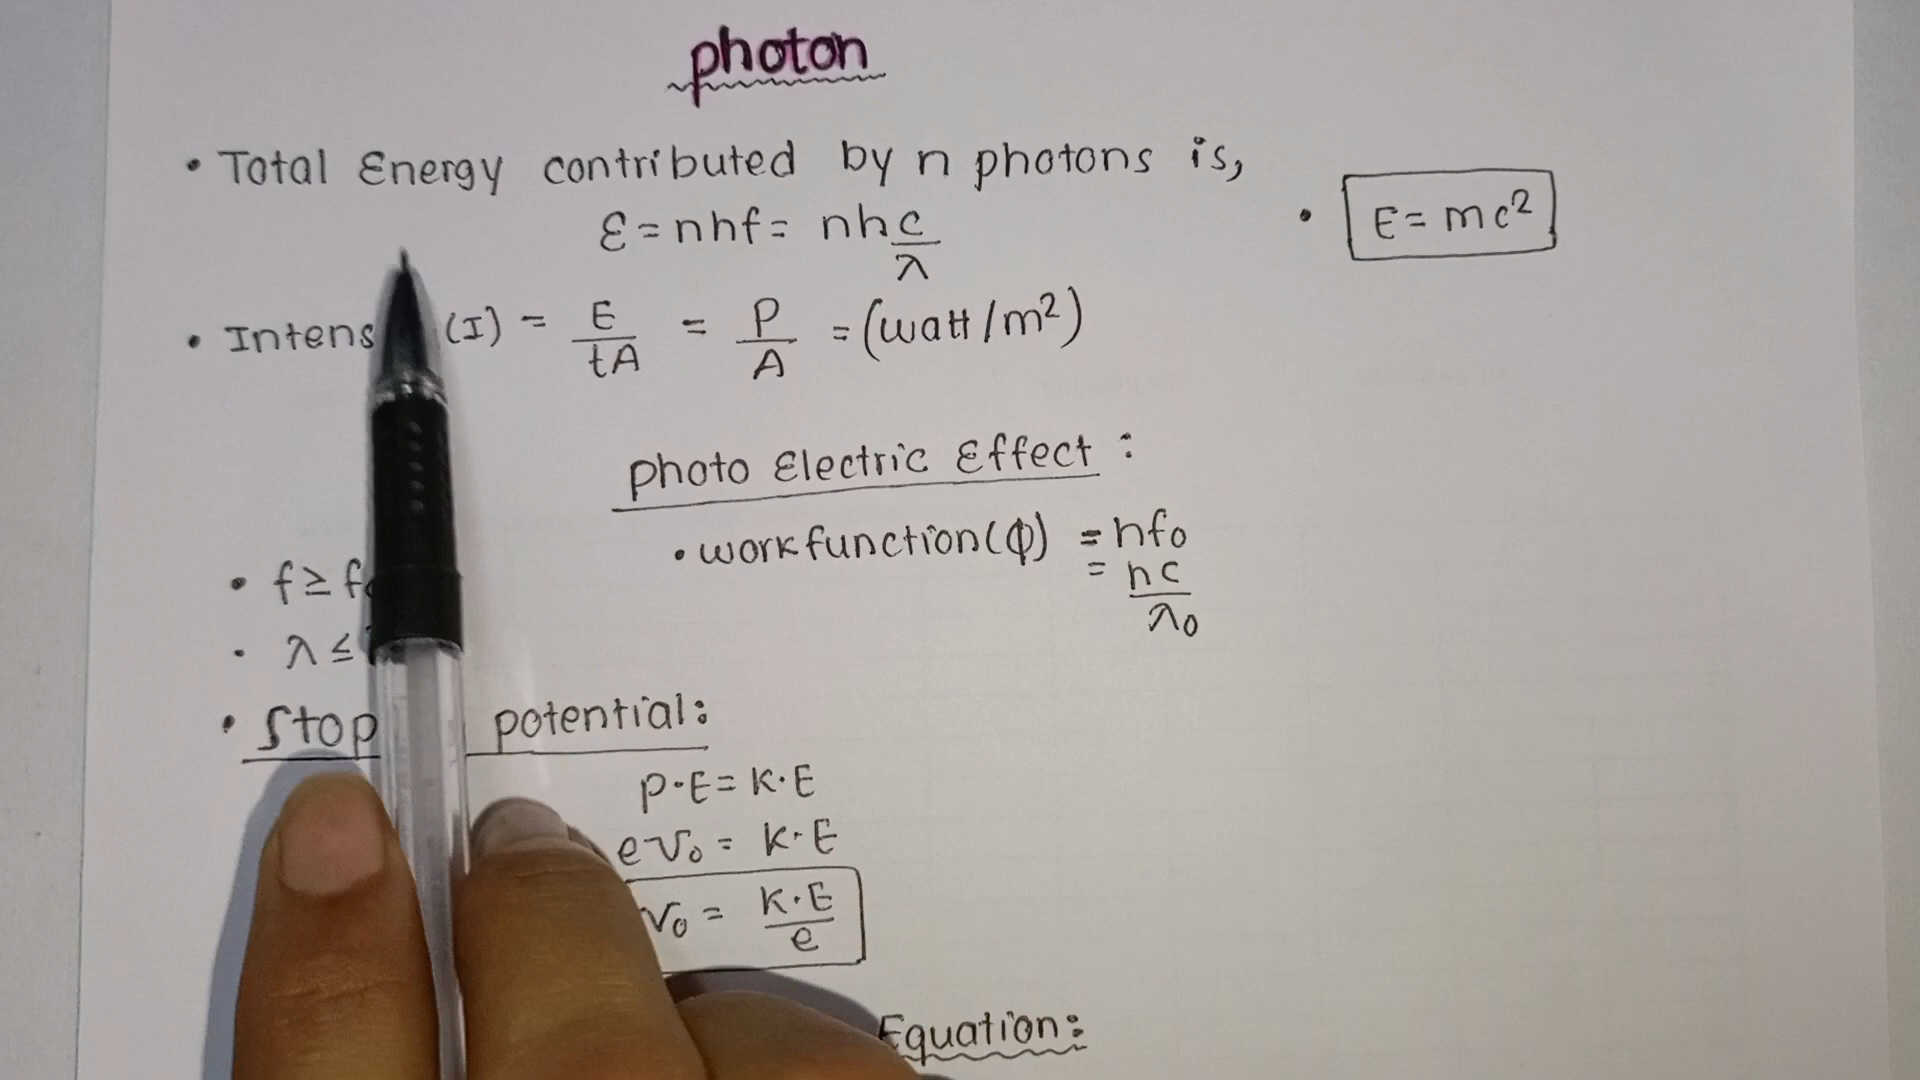 photon
• Total Energy contributed by n photons is,
E = nhf = nhc/λ
• E = mc²
• Intens (I) = E/tA = P/A = (watt/m²)
photo Electric Effect :
• workfunction(φ) = hf₀
= hc/λ₀
• f ≥ f₀
• λ ≤
• Stop potential:
P.E = K.E
eV₀ = K.E
V₀ = K.E/e
Equation: